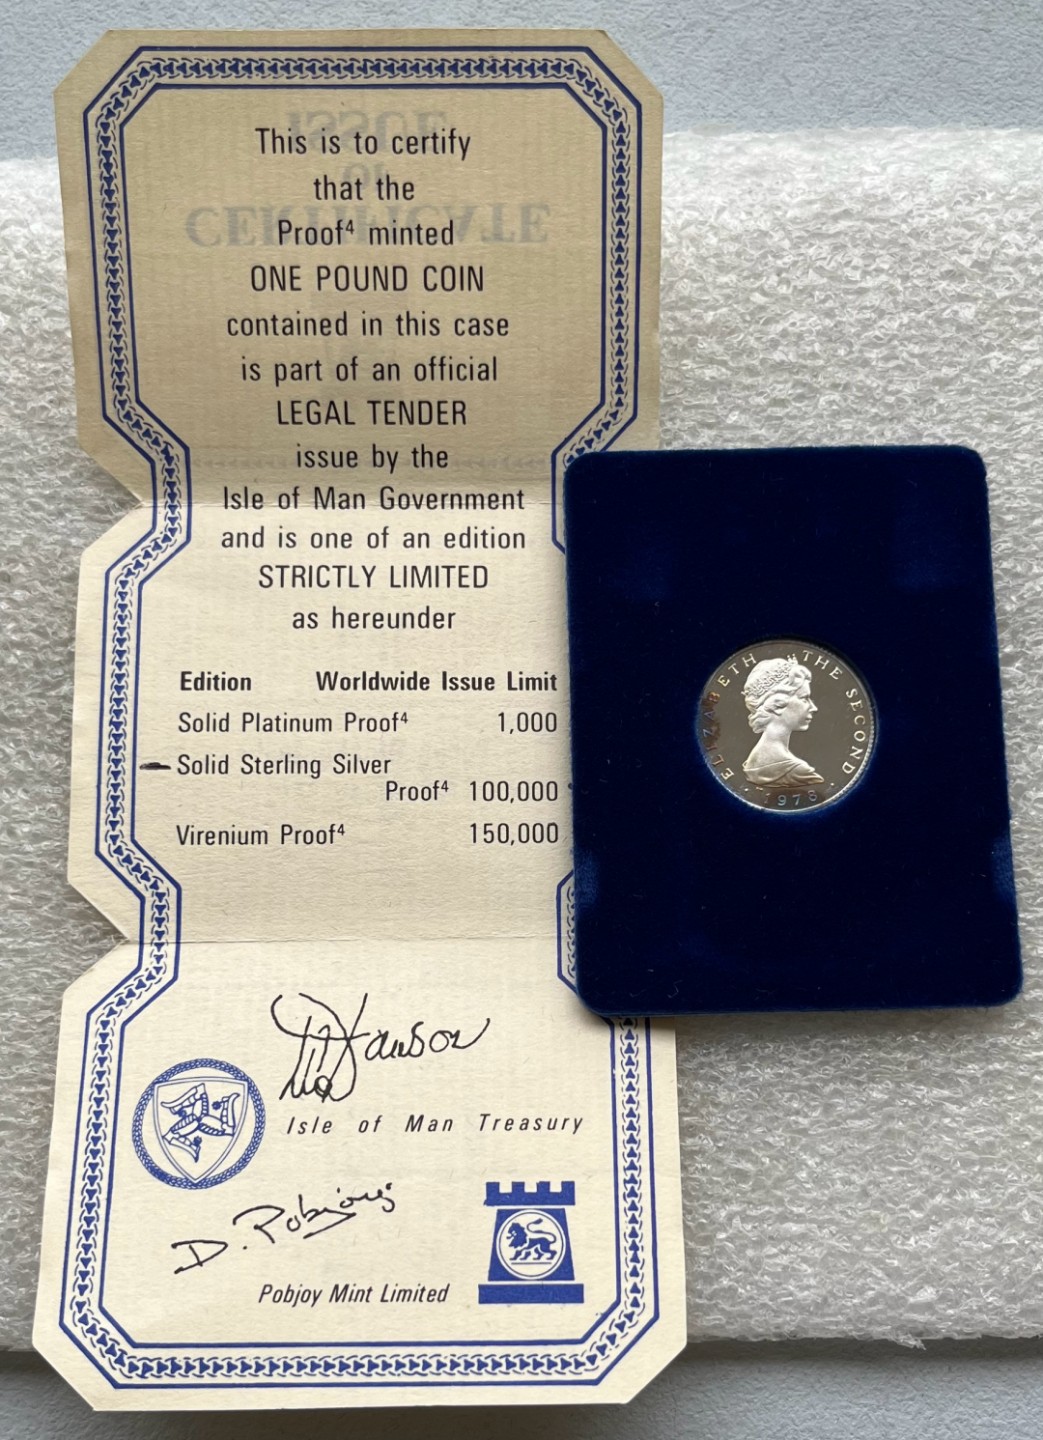 This is to certify
that the
Proof⁴ minted
ONE POUND COIN
contained in this case
is part of an official
LEGAL TENDER
issue by the
Isle of Man Government
and is one of an edition
STRICTLY LIMITED
as hereunder
Edition Worldwide Issue Limit
Solid Platinum Proof⁴ 1,000
Solid Sterling Silver
Proof⁴ 100,000
Virenium Proof⁴ 150,000
Isle of Man Treasury
D. Pobjoy
Pobjoy Mint Limited
ELIZABETH THE SECOND
1978
ISSUE
OF
CERTIFICATE